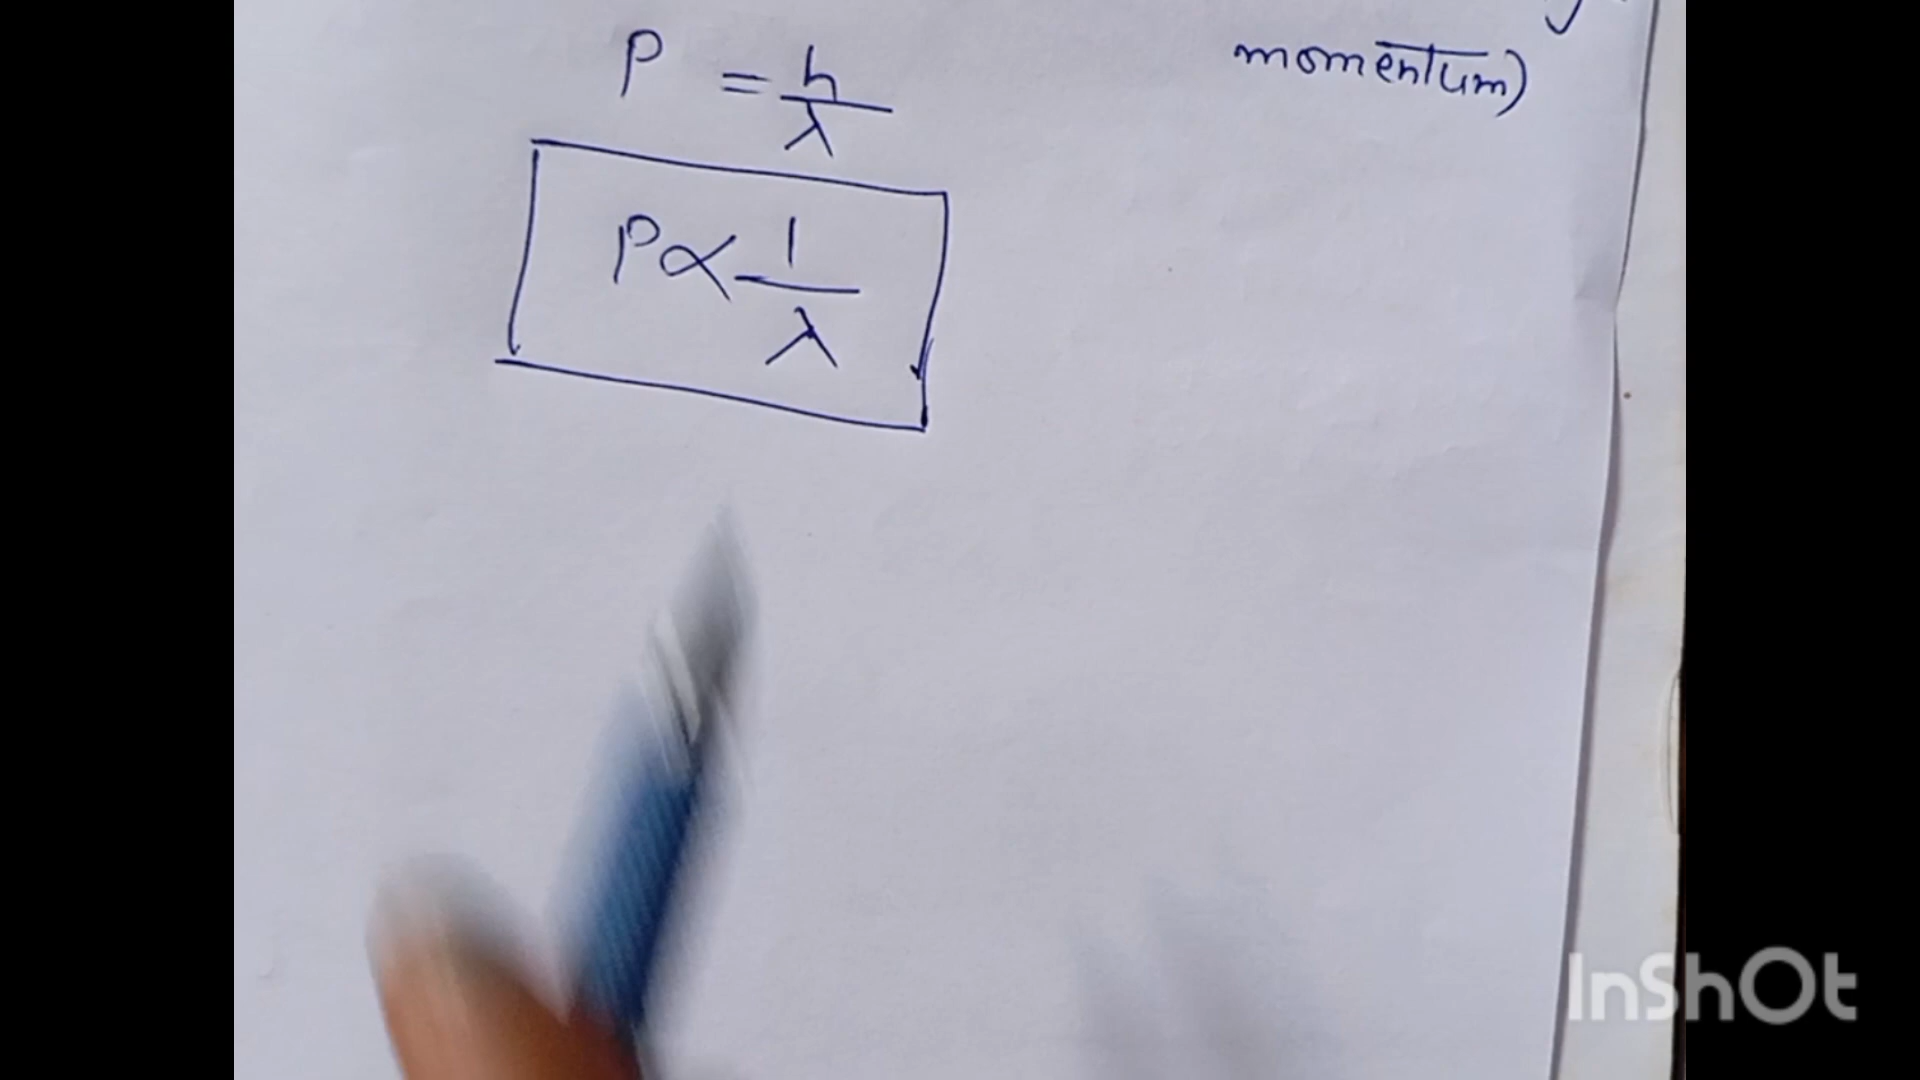 P = h/λ
momentum)
P ∝ 1/λ
InShOt